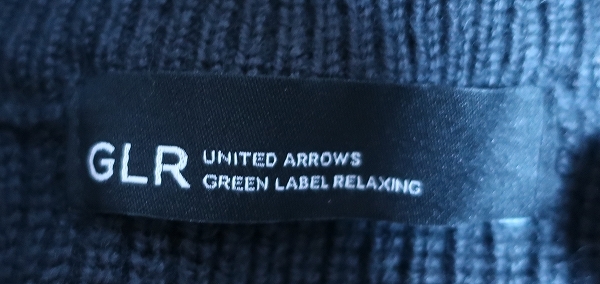 GLR
UNITED ARROWS
GREEN LABEL RELAXING